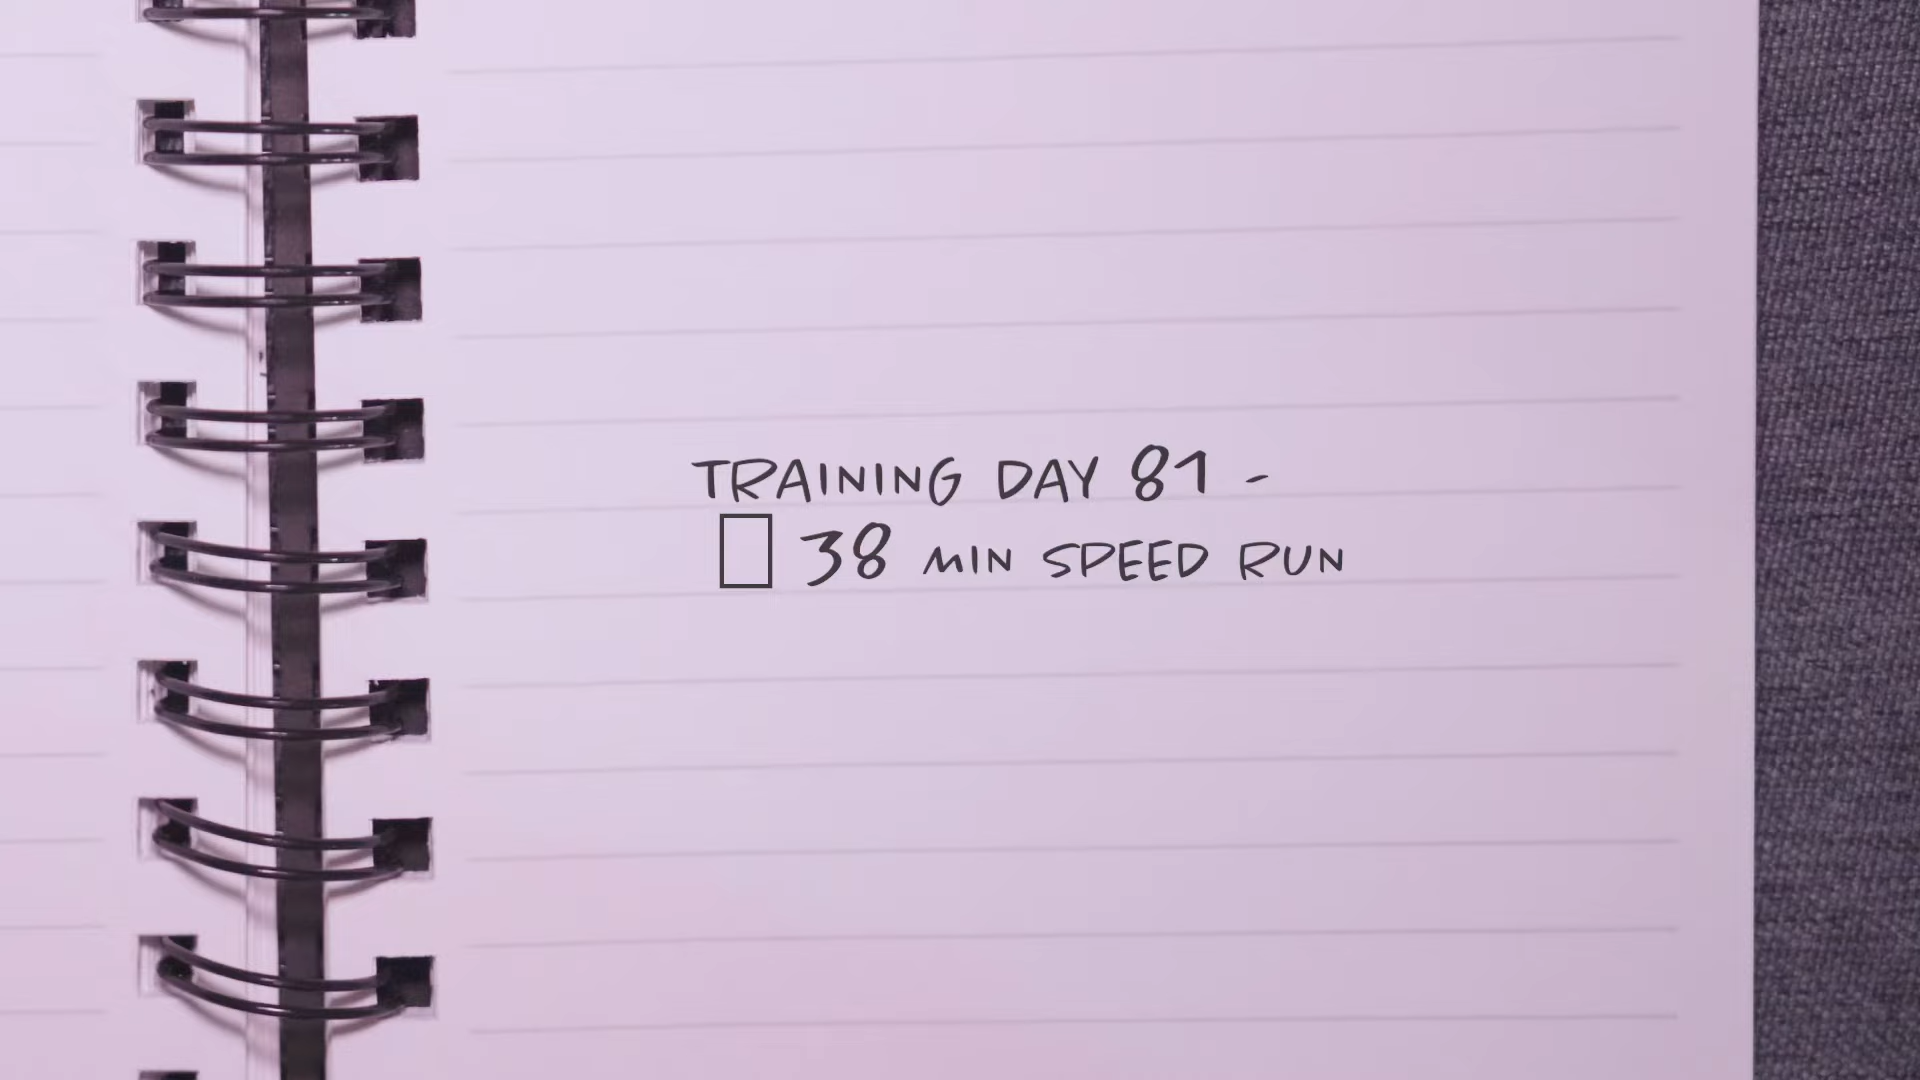 TRAINING DAY 81 -
☐ 38 MIN SPEED RUN